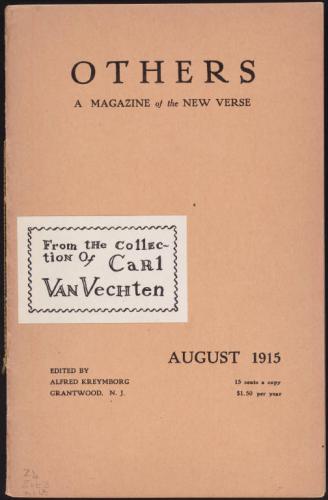 OTHERS
A MAGAZINE of the NEW VERSE
From the Collec-
tion Of Carl
Van Vechten
AUGUST 1915
EDITED BY
ALFRED KREYMBORG
GRANTWOOD, N. J.
15 cents a copy
$1.50 per year